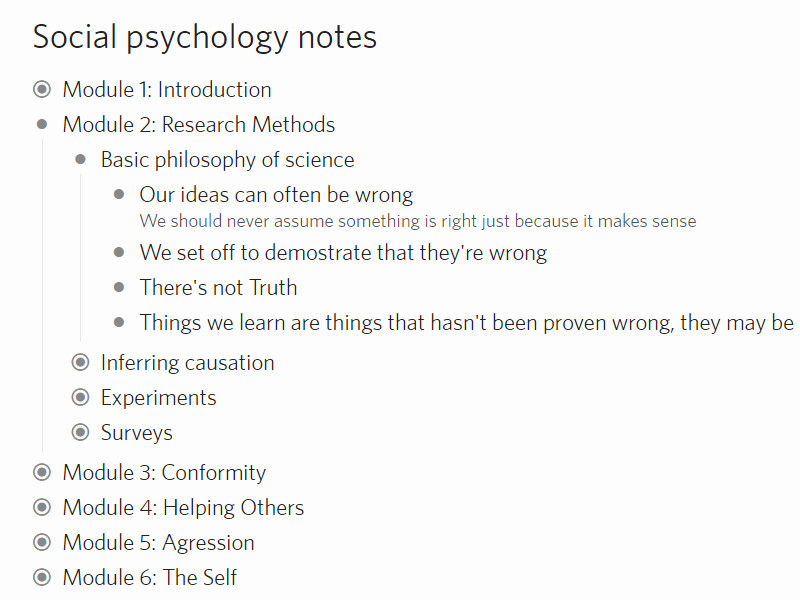 Social psychology notes
Module 1: Introduction
Module 2: Research Methods
Basic philosophy of science
Our ideas can often be wrong
We should never assume something is right just because it makes sense
We set off to demostrate that they're wrong
There's not Truth
Things we learn are things that hasn't been proven wrong, they may be
Inferring causation
Experiments
Surveys
Module 3: Conformity
Module 4: Helping Others
Module 5: Agression
Module 6: The Self